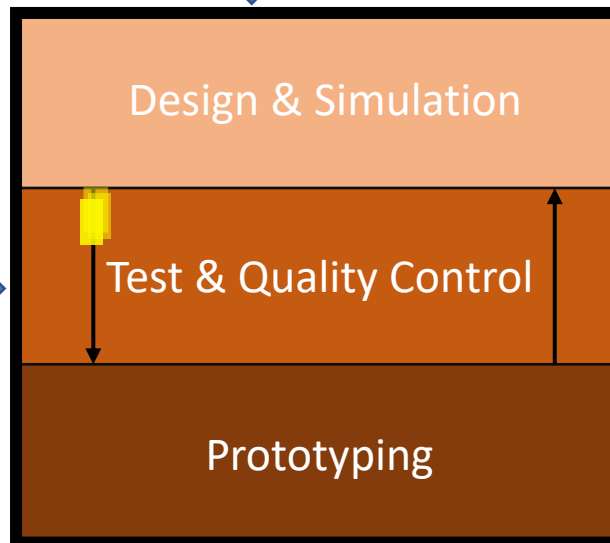 Design & Simulation
Test & Quality Control
Prototyping